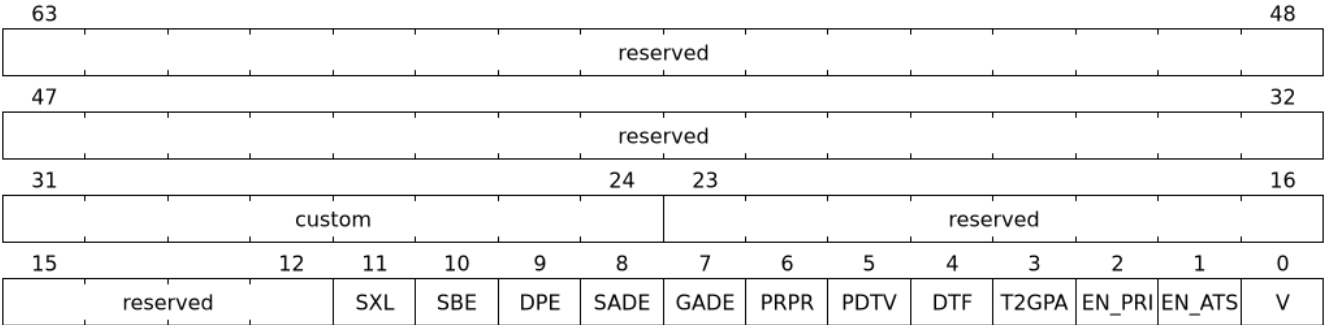 63 48
reserved
47 32
reserved
31 24 23 16
custom reserved
15 12 11 10 9 8 7 6 5 4 3 2 1 0
reserved SXL SBE DPE SADE GADE PRPR PDTV DTF T2GPA EN_PRI EN_ATS V